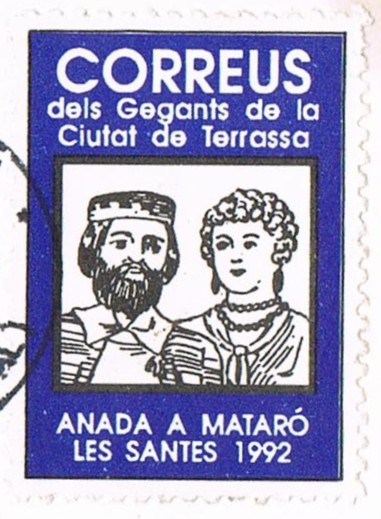 CORREUS
dels Gegants de la
Ciutat de Terrassa
ANADA A MATARÓ
LES SANTES 1992